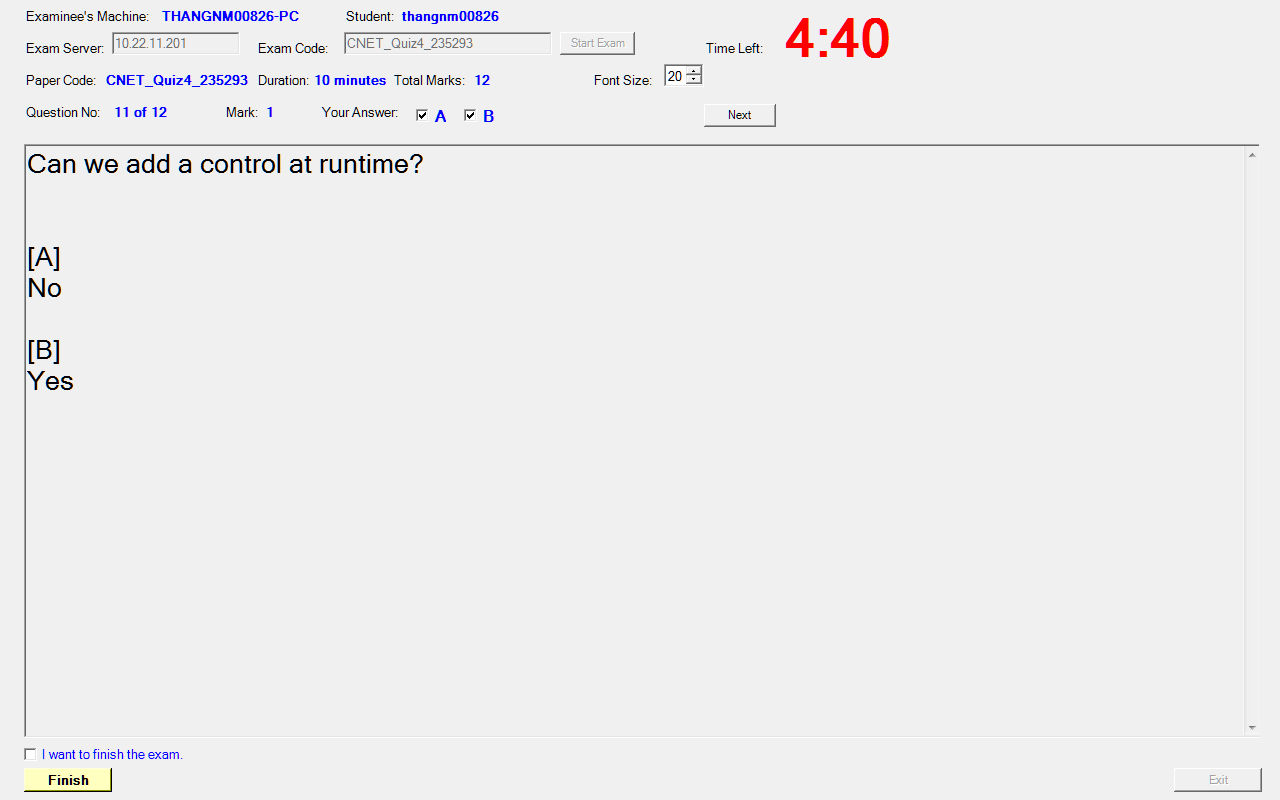 Examinee's Machine: THANGNM00826-PC Student: thangnm00826
Exam Server: 10.22.11.201 Exam Code: CNET_Quiz4_235293 Start Exam Time Left: 4:40
Paper Code: CNET_Quiz4_235293 Duration: 10 minutes Total Marks: 12 Font Size: 20
Question No: 11 of 12 Mark: 1 Your Answer: A B Next
Can we add a control at runtime?
[A]
No
[B]
Yes
I want to finish the exam.
Finish Exit